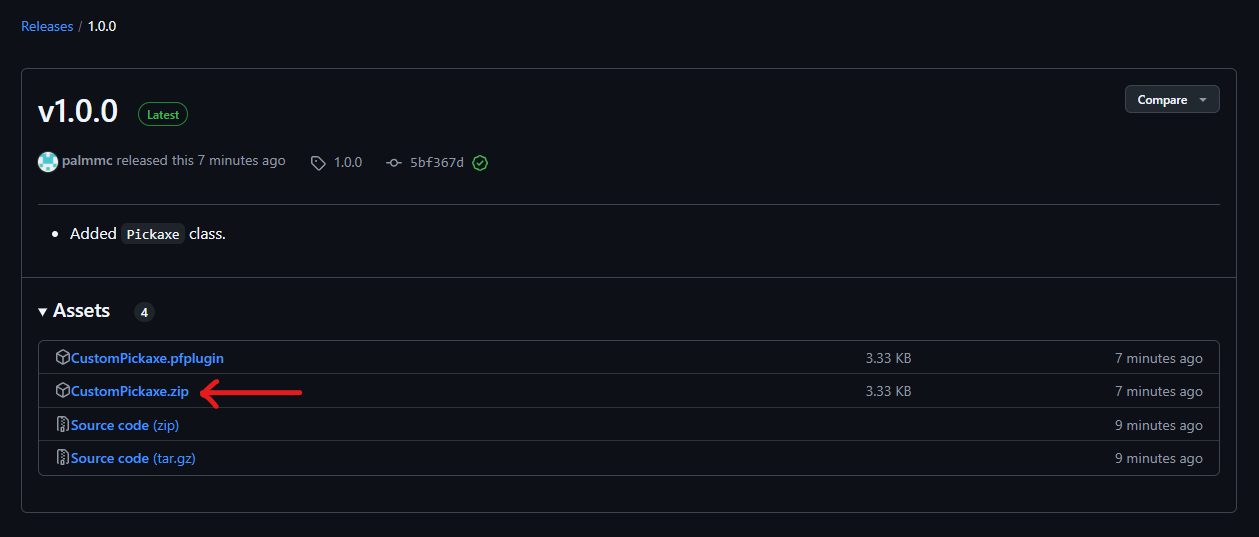 Releases / 1.0.0
v1.0.0 Latest Compare
palmmc released this 7 minutes ago 1.0.0 5bf367d
Added Pickaxe class.
Assets 4
CustomPickaxe.pfplugin 3.33 KB 7 minutes ago
CustomPickaxe.zip 3.33 KB 7 minutes ago
Source code (zip) 9 minutes ago
Source code (tar.gz) 9 minutes ago